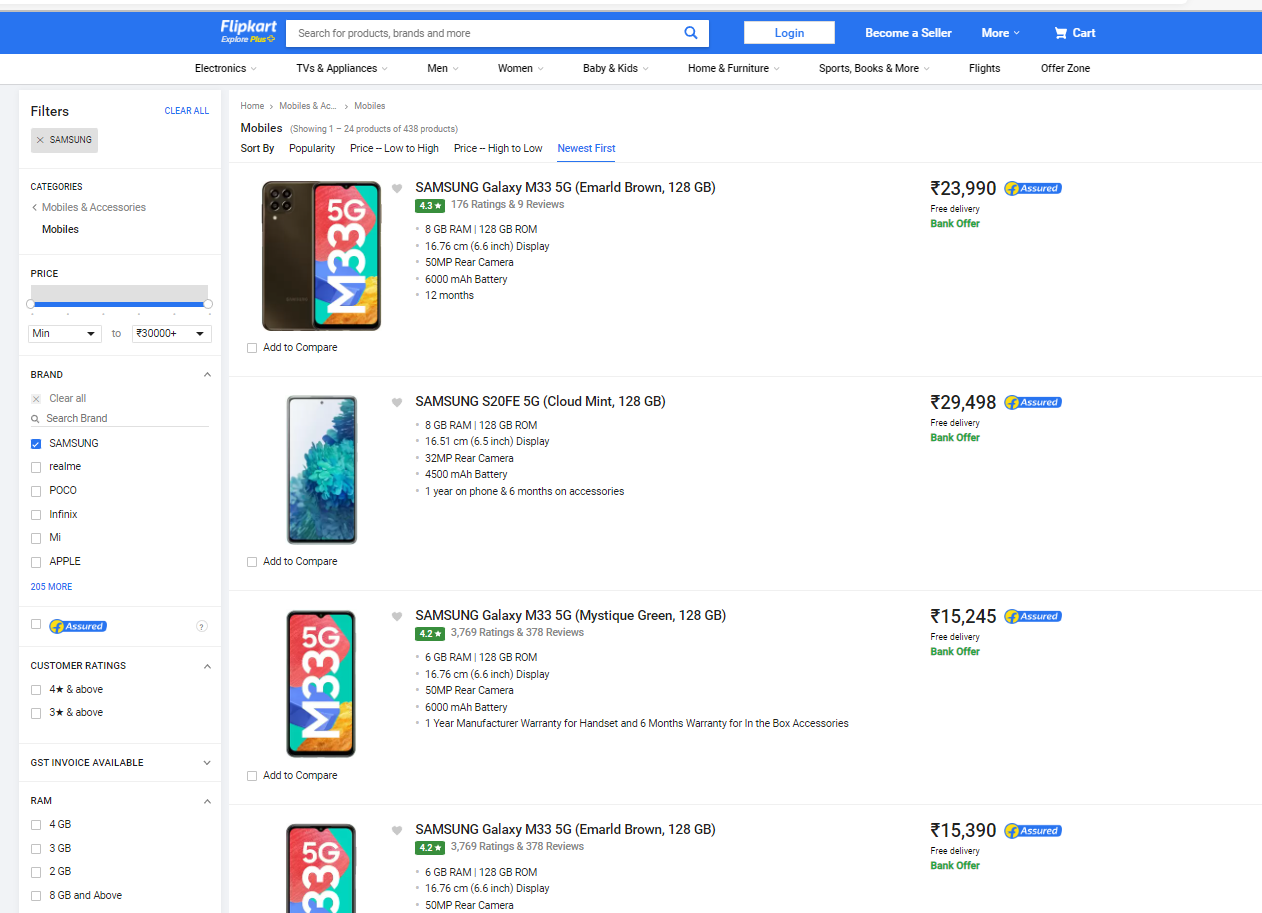 Flipkart
Explore Plus
Search for products, brands and more
Login
Become a Seller
More
Cart
Electronics
TVs & Appliances
Men
Women
Baby & Kids
Home & Furniture
Sports, Books & More
Flights
Offer Zone
Filters
CLEAR ALL
✕ SAMSUNG
CATEGORIES
Mobiles & Accessories
Mobiles
PRICE
Min
to
₹30000+
BRAND
Clear all
Search Brand
SAMSUNG
realme
POCO
Infinix
Mi
APPLE
205 MORE
Assured
?
CUSTOMER RATINGS
4★ & above
3★ & above
GST INVOICE AVAILABLE
RAM
4 GB
3 GB
2 GB
8 GB and Above
Home › Mobiles & Ac... › Mobiles
Mobiles (Showing 1 – 24 products of 438 products)
Sort By Popularity Price -- Low to High Price -- High to Low Newest First
5G
M33
SAMSUNG Galaxy M33 5G (Emarld Brown, 128 GB)
4.3 ★ 176 Ratings & 9 Reviews
8 GB RAM | 128 GB ROM
16.76 cm (6.6 inch) Display
50MP Rear Camera
6000 mAh Battery
12 months
₹23,990
Assured
Free delivery
Bank Offer
Add to Compare
SAMSUNG S20FE 5G (Cloud Mint, 128 GB)
8 GB RAM | 128 GB ROM
16.51 cm (6.5 inch) Display
32MP Rear Camera
4500 mAh Battery
1 year on phone & 6 months on accessories
₹29,498
Assured
Free delivery
Bank Offer
Add to Compare
5G
M33
SAMSUNG Galaxy M33 5G (Mystique Green, 128 GB)
4.2 ★ 3,769 Ratings & 378 Reviews
6 GB RAM | 128 GB ROM
16.76 cm (6.6 inch) Display
50MP Rear Camera
6000 mAh Battery
1 Year Manufacturer Warranty for Handset and 6 Months Warranty for In the Box Accessories
₹15,245
Assured
Free delivery
Bank Offer
Add to Compare
5G
33
SAMSUNG Galaxy M33 5G (Emarld Brown, 128 GB)
4.2 ★ 3,769 Ratings & 378 Reviews
6 GB RAM | 128 GB ROM
16.76 cm (6.6 inch) Display
50MP Rear Camera
₹15,390
Assured
Free delivery
Bank Offer